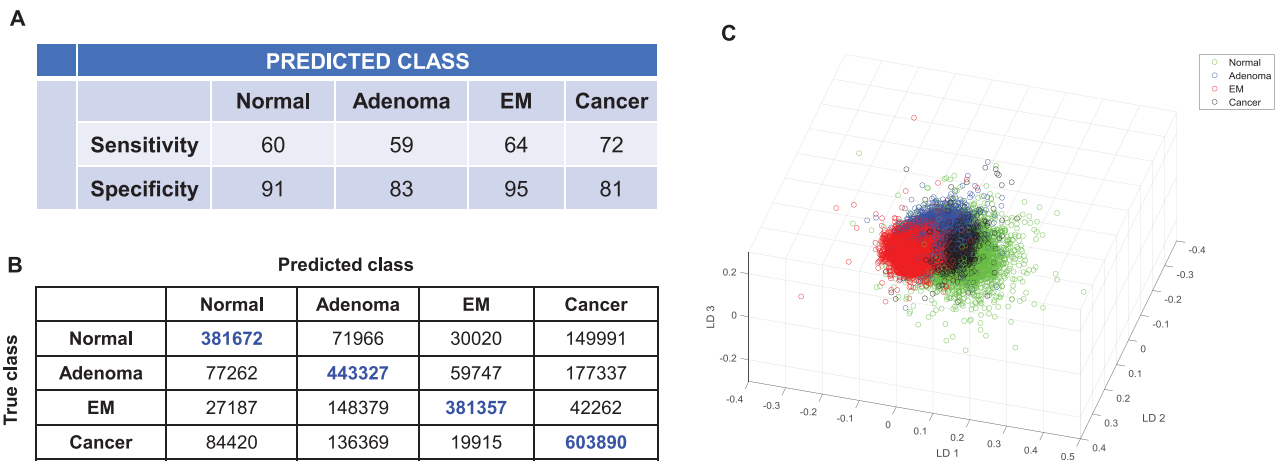 A
PREDICTED CLASS
Normal Adenoma EM Cancer
Sensitivity 60 59 64 72
Specificity 91 83 95 81
B
Predicted class
True class
Normal Adenoma EM Cancer
Normal 381672 71966 30020 149991
Adenoma 77262 443327 59747 177337
EM 27187 148379 381357 42262
Cancer 84420 136369 19915 603890
C
Normal
Adenoma
EM
Cancer
LD 3
0.2
0
-0.2
-0.4 -0.3 -0.2 -0.1 0 0.1 0.2 0.3 0.4 0.5
LD 1
-0.4
-0.3
-0.2
-0.1
0
0.1
0.2
0.3
0.4
LD 2